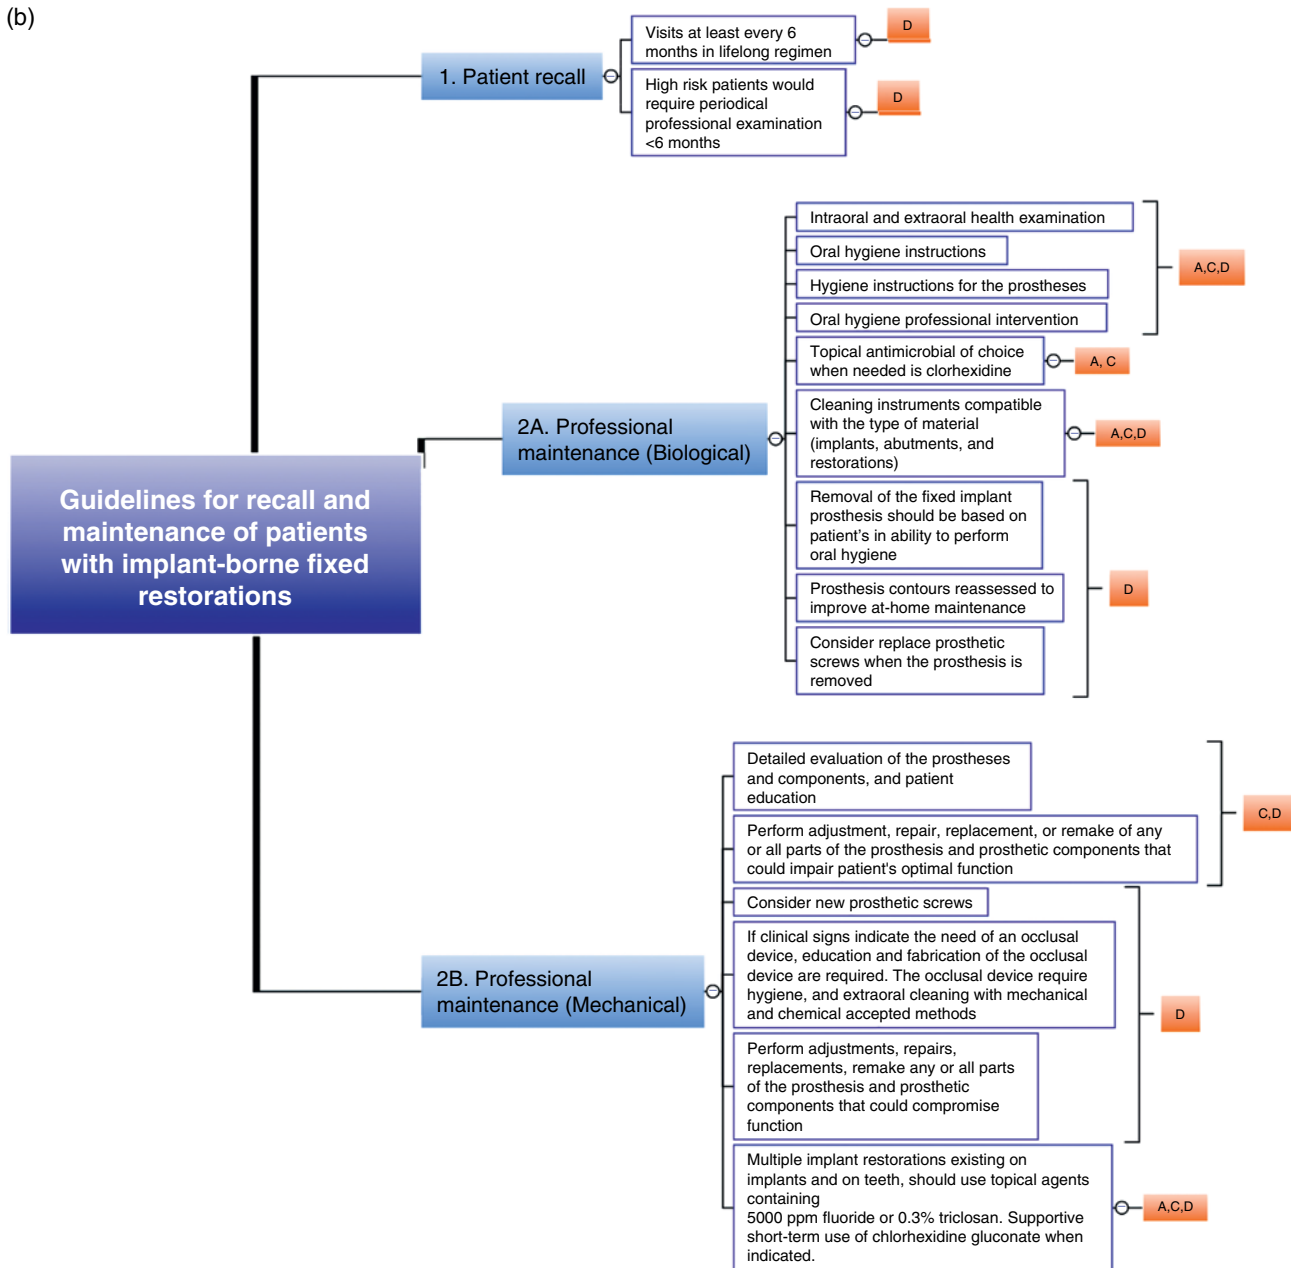 (b)
Guidelines for recall and
maintenance of patients
with implant-borne fixed
restorations
1. Patient recall
Visits at least every 6
months in lifelong regimen
D
High risk patients would
require periodical
professional examination
<6 months
D
2A. Professional
maintenance (Biological)
Intraoral and extraoral health examination
Oral hygiene instructions
Hygiene instructions for the prostheses
Oral hygiene professional intervention
A,C,D
Topical antimicrobial of choice
when needed is clorhexidine
A, C
Cleaning instruments compatible
with the type of material
(implants, abutments, and
restorations)
A,C,D
Removal of the fixed implant
prosthesis should be based on
patient's in ability to perform
oral hygiene
Prosthesis contours reassessed to
improve at-home maintenance
Consider replace prosthetic
screws when the prosthesis is
removed
D
2B. Professional
maintenance (Mechanical)
Detailed evaluation of the prostheses
and components, and patient
education
Perform adjustment, repair, replacement, or remake of any
or all parts of the prosthesis and prosthetic components that
could impair patient's optimal function
C,D
Consider new prosthetic screws
If clinical signs indicate the need of an occlusal
device, education and fabrication of the occlusal
device are required. The occlusal device require
hygiene, and extraoral cleaning with mechanical
and chemical accepted methods
Perform adjustments, repairs,
replacements, remake any or all parts
of the prosthesis and prosthetic
components that could compromise
function
D
Multiple implant restorations existing on
implants and on teeth, should use topical agents
containing
5000 ppm fluoride or 0.3% triclosan. Supportive
short-term use of chlorhexidine gluconate when
indicated.
A,C,D